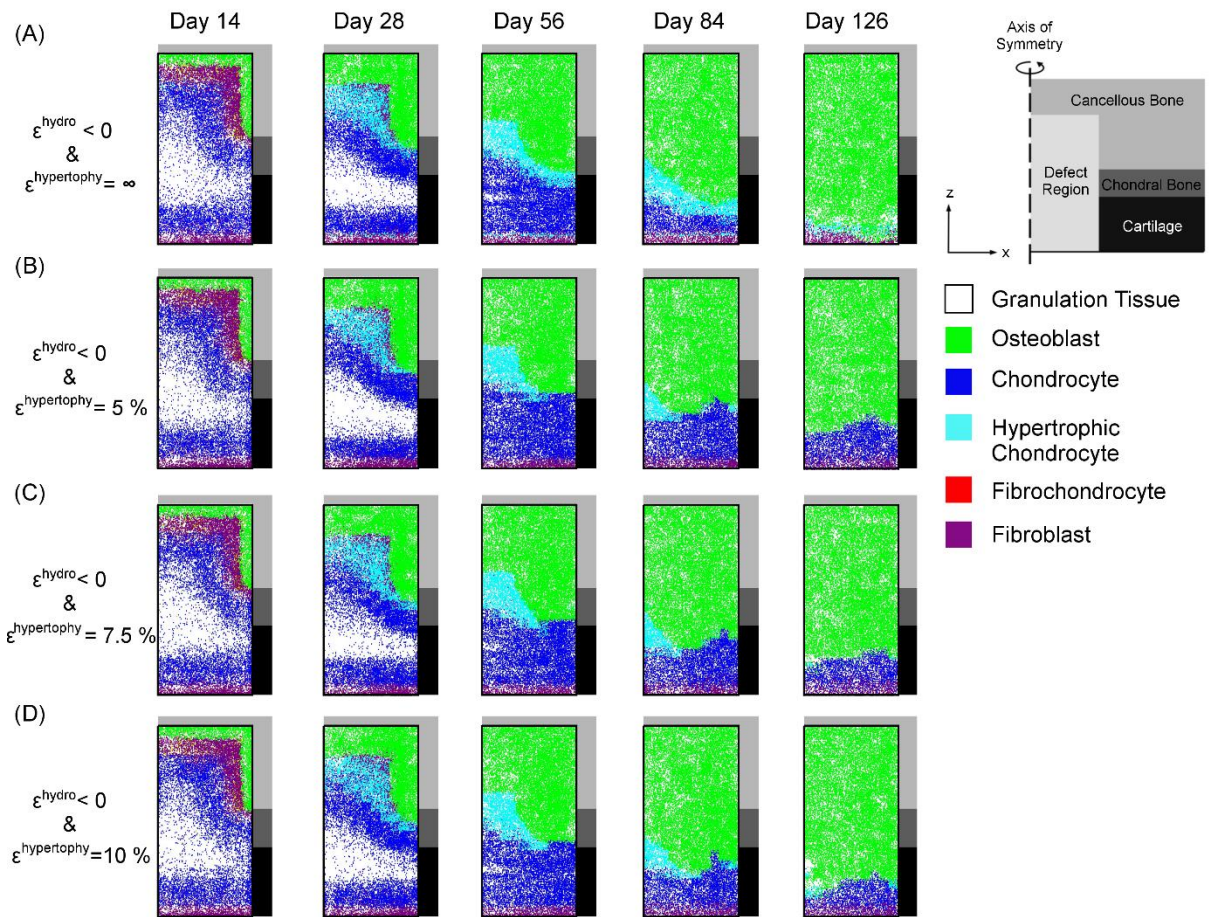 Day 14 Day 28 Day 56 Day 84 Day 126
(A)
ε^hydro < 0
&
ε^hypertophy = ∞
(B)
ε^hydro < 0
&
ε^hypertophy = 5 %
(C)
ε^hydro < 0
&
ε^hypertophy = 7.5 %
(D)
ε^hydro < 0
&
ε^hypertophy = 10 %
Axis of
Symmetry
Cancellous Bone
Defect
Region
Chondral Bone
Cartilage
z
x
Granulation Tissue
Osteoblast
Chondrocyte
Hypertrophic
Chondrocyte
Fibrochondrocyte
Fibroblast